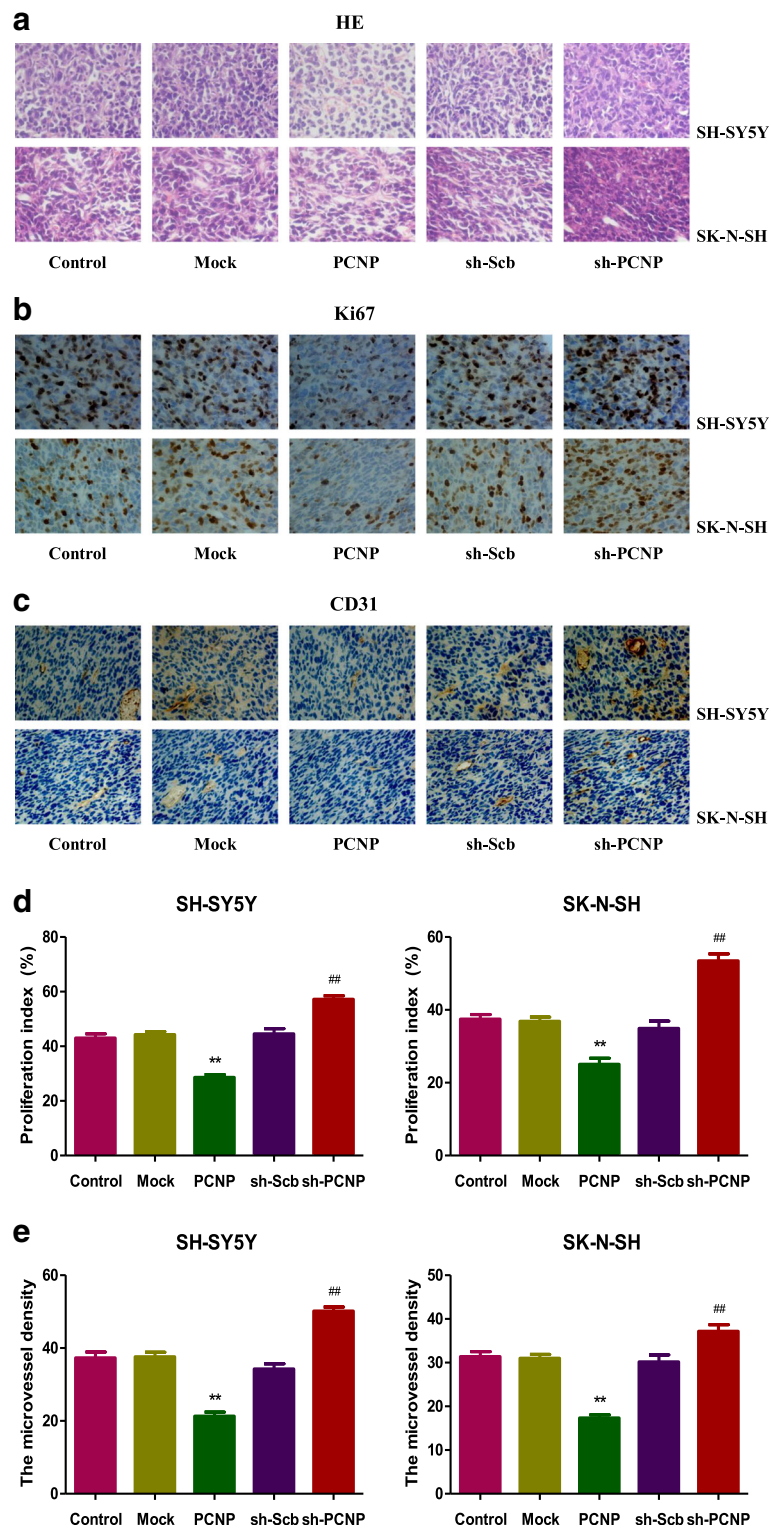 a
HE
SH-SY5Y
SK-N-SH
Control Mock PCNP sh-Scb sh-PCNP
b
Ki67
SH-SY5Y
SK-N-SH
Control Mock PCNP sh-Scb sh-PCNP
c
CD31
SH-SY5Y
SK-N-SH
Control Mock PCNP sh-Scb sh-PCNP
d
SH-SY5Y
Proliferation index (%)
80
60
40
20
0
**
##
Control Mock PCNP sh-Scb sh-PCNP
SK-N-SH
Proliferation index (%)
60
40
20
0
**
##
Control Mock PCNP sh-Scb sh-PCNP
e
SH-SY5Y
The microvessel density
60
40
20
0
**
##
Control Mock PCNP sh-Scb sh-PCNP
SK-N-SH
The microvessel density
50
40
30
20
10
0
**
##
Control Mock PCNP sh-Scb sh-PCNP